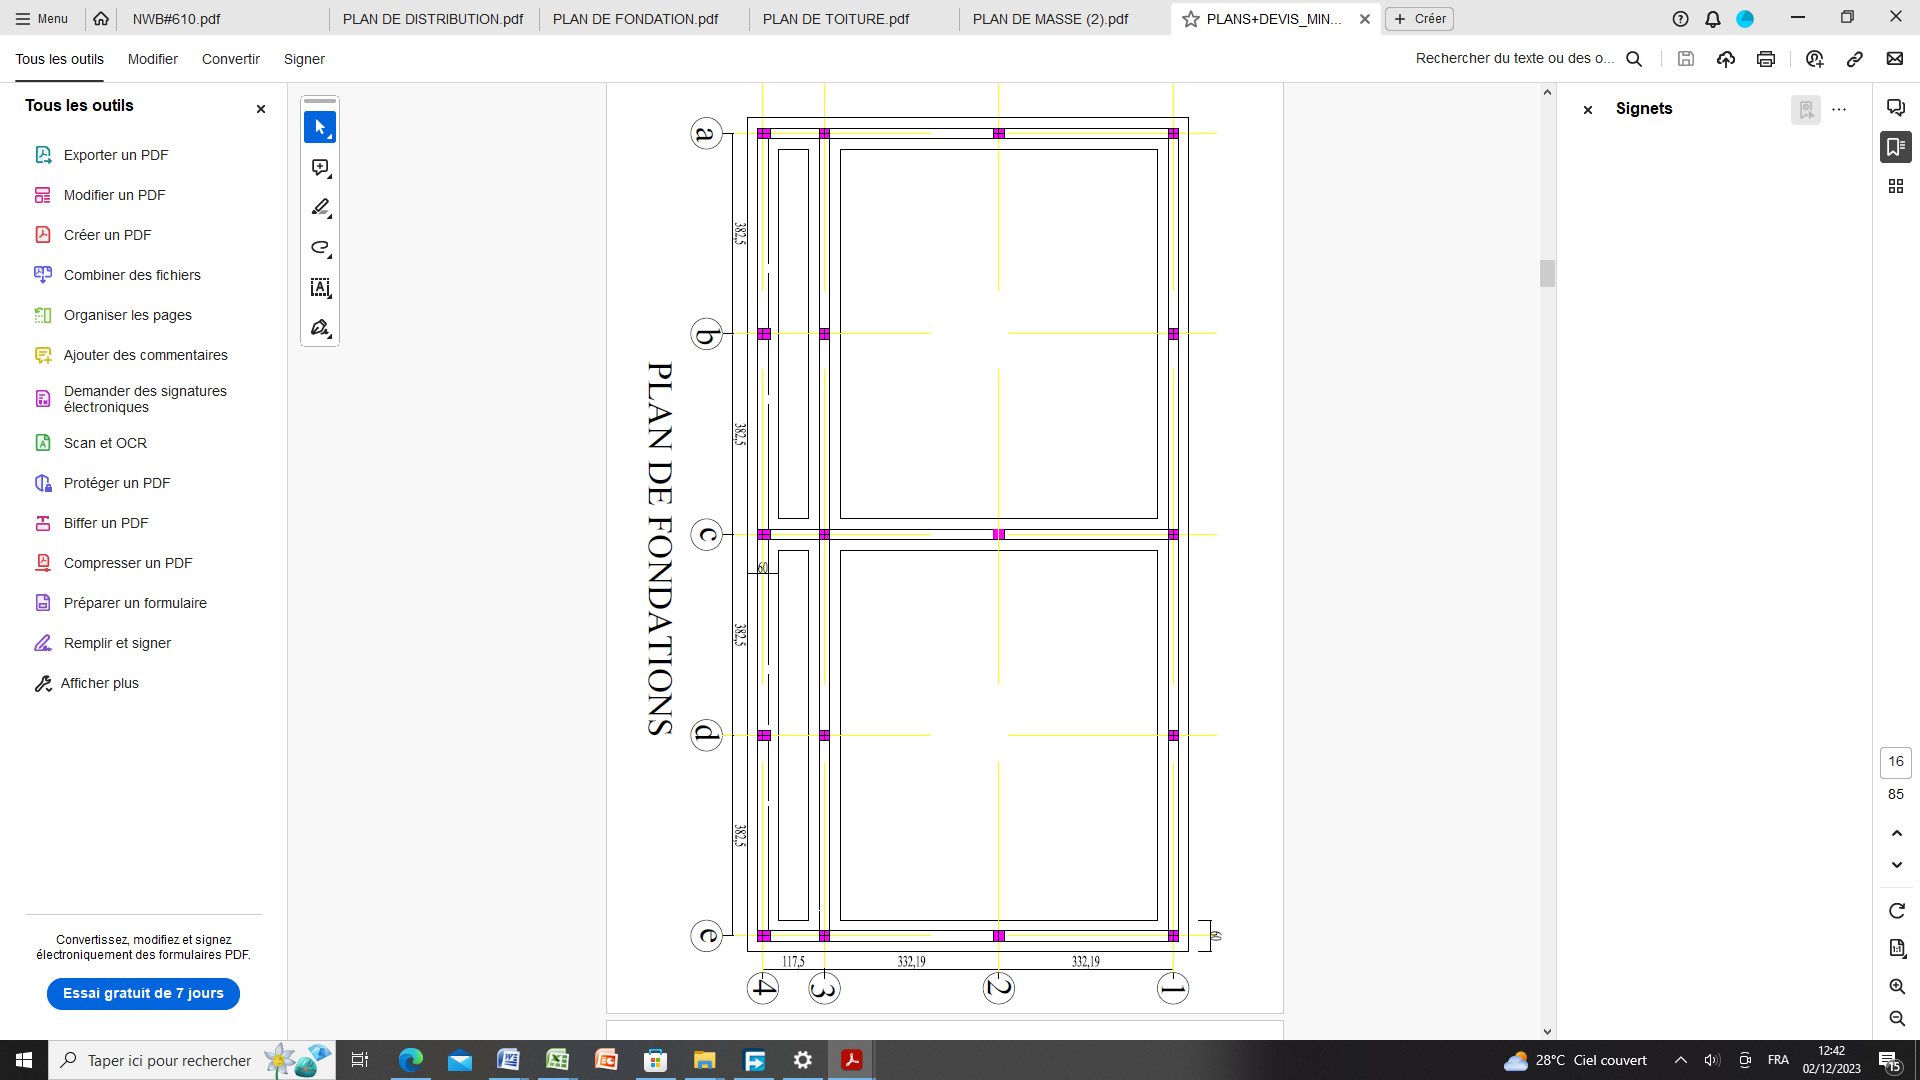 Menu
NWB#610.pdf
PLAN DE DISTRIBUTION.pdf
PLAN DE FONDATION.pdf
PLAN DE TOITURE.pdf
PLAN DE MASSE (2).pdf
PLANS+DEVIS_MIN...
Créer
Tous les outils
Modifier
Convertir
Signer
Rechercher du texte ou des o...
Tous les outils
Exporter un PDF
Modifier un PDF
Créer un PDF
Combiner des fichiers
Organiser les pages
Ajouter des commentaires
Demander des signatures
électroniques
Scan et OCR
Protéger un PDF
Biffer un PDF
Compresser un PDF
Préparer un formulaire
Remplir et signer
Afficher plus
Convertissez, modifiez et signez
électroniquement des formulaires PDF.
Essai gratuit de 7 jours
PLAN DE FONDATIONS
a
b
c
d
e
382,5
382,5
382,5
382,5
60
60
117,5
332,19
332,19
4
3
2
1
Signets
16
85
Taper ici pour rechercher
28°C Ciel couvert
FRA
12:42
02/12/2023
15